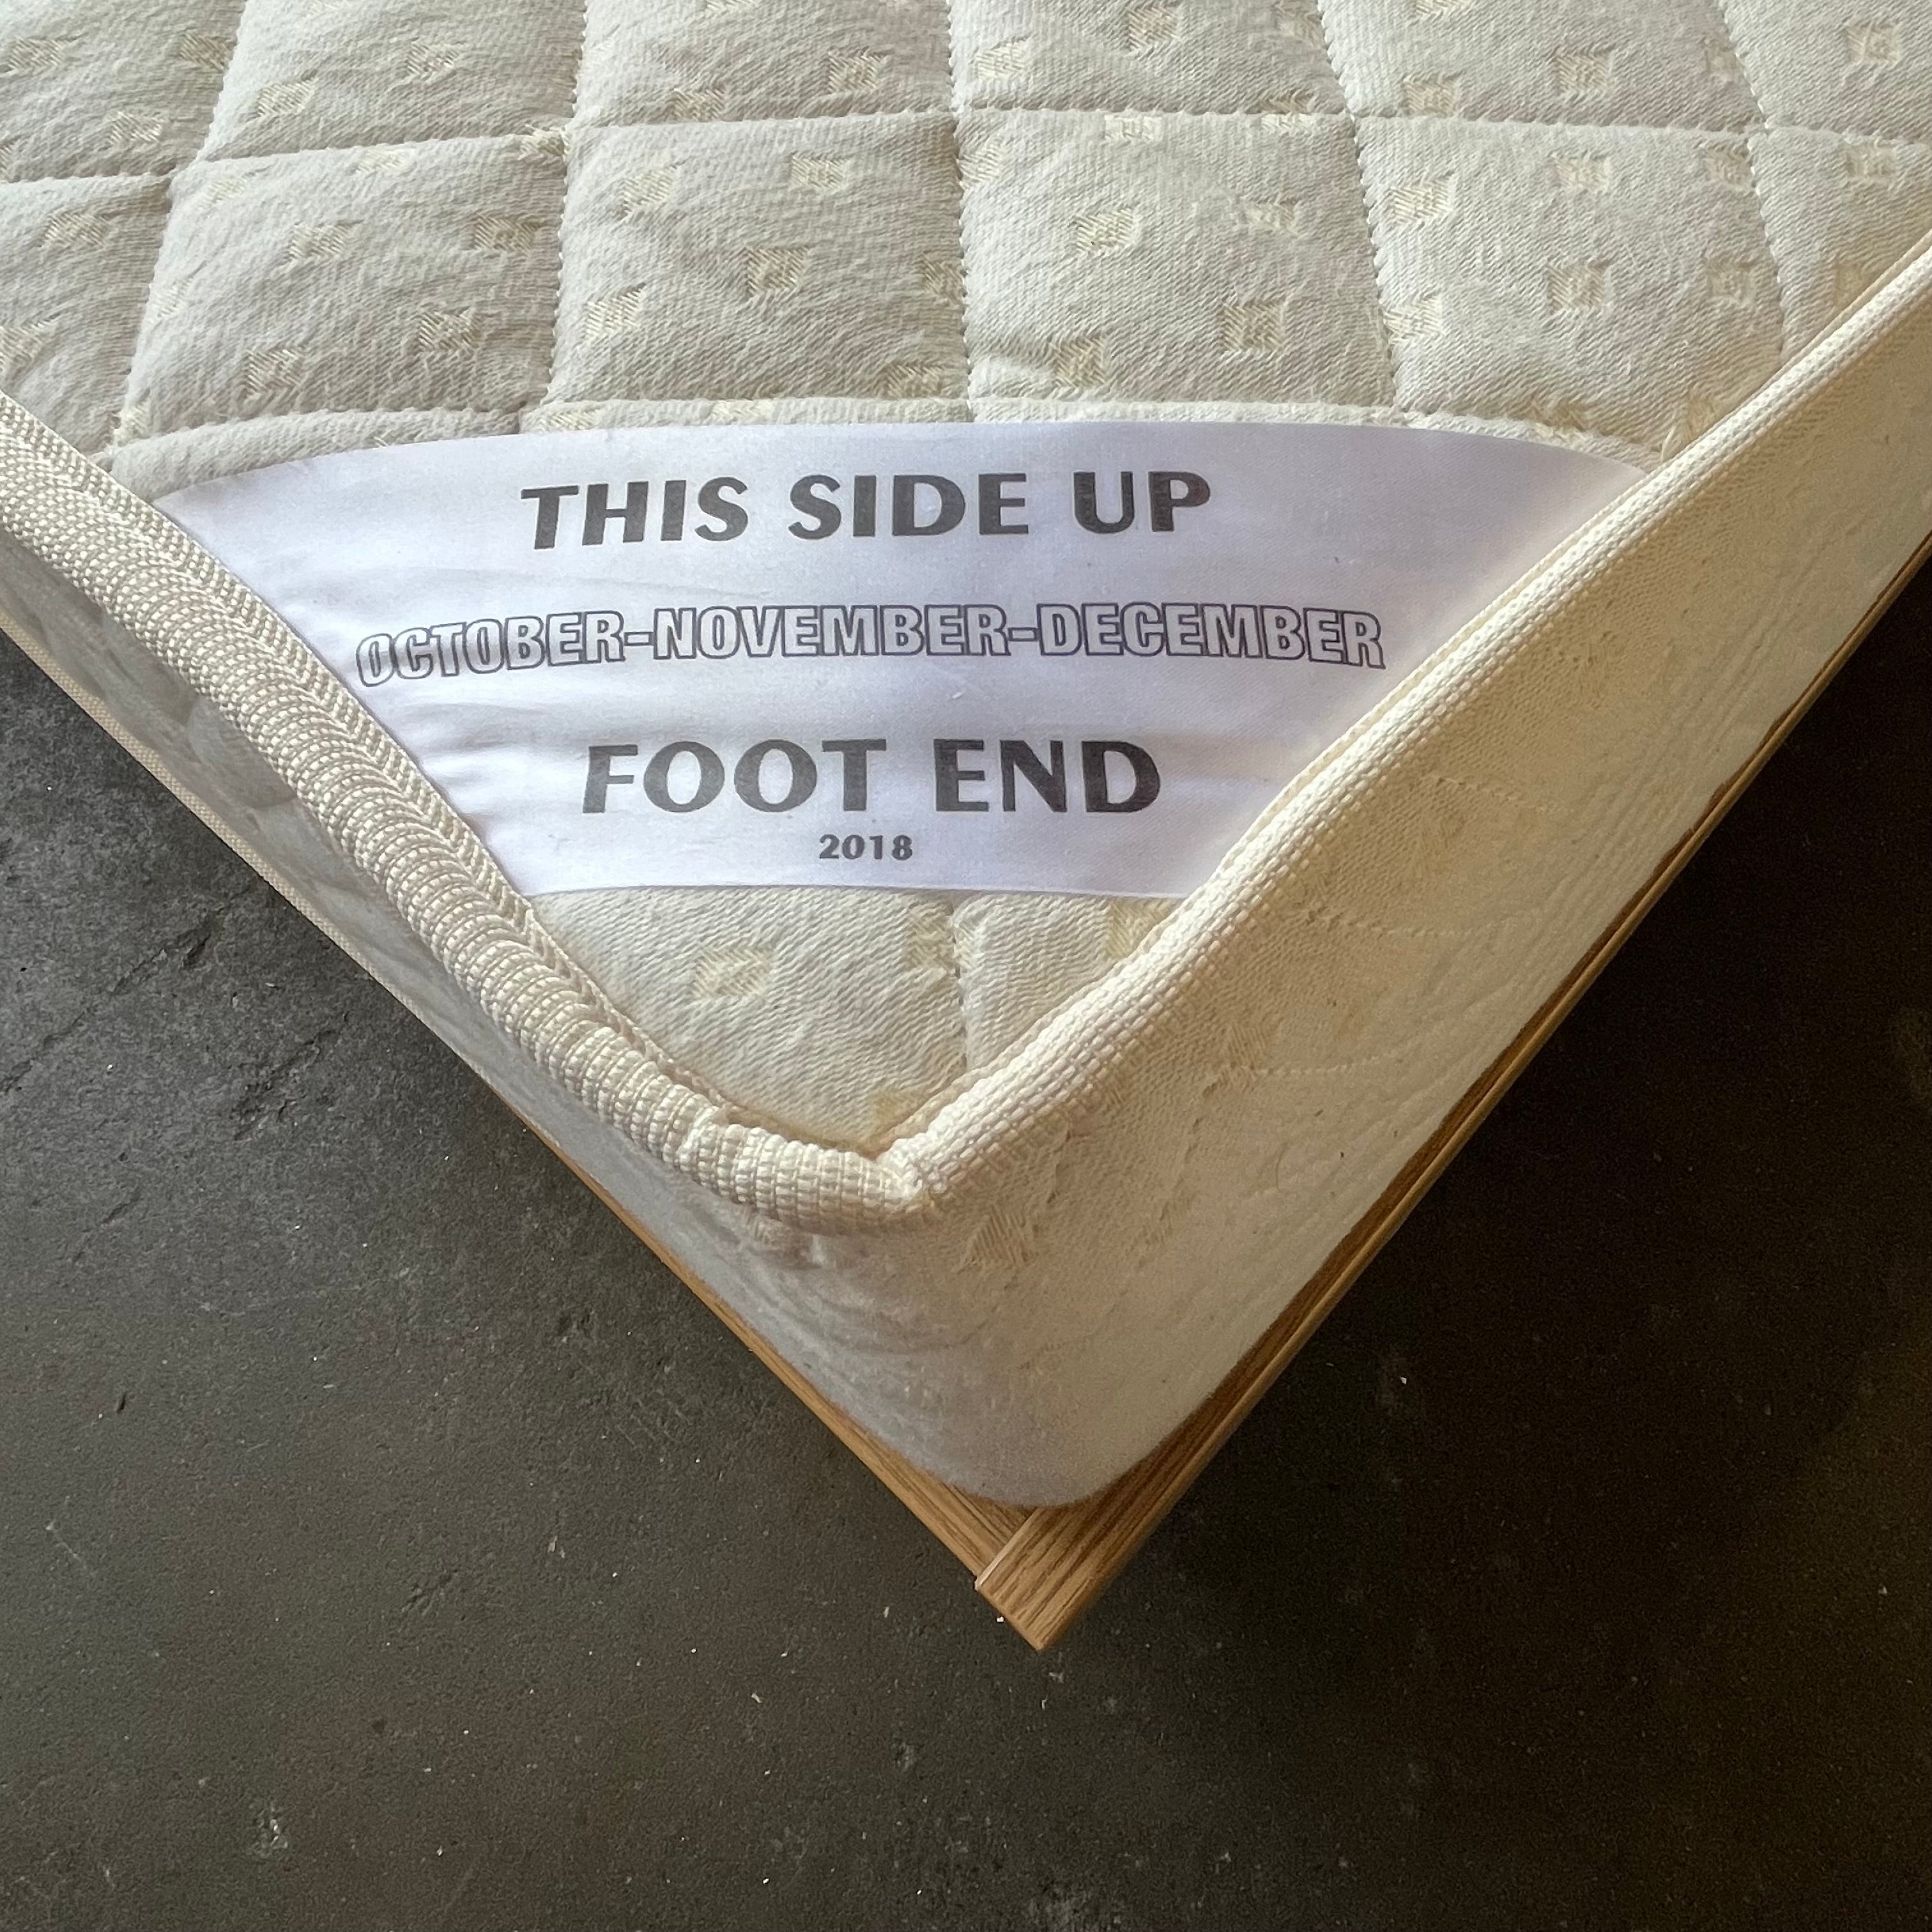 THIS SIDE UP
OCTOBER-NOVEMBER-DECEMBER
FOOT END
2018